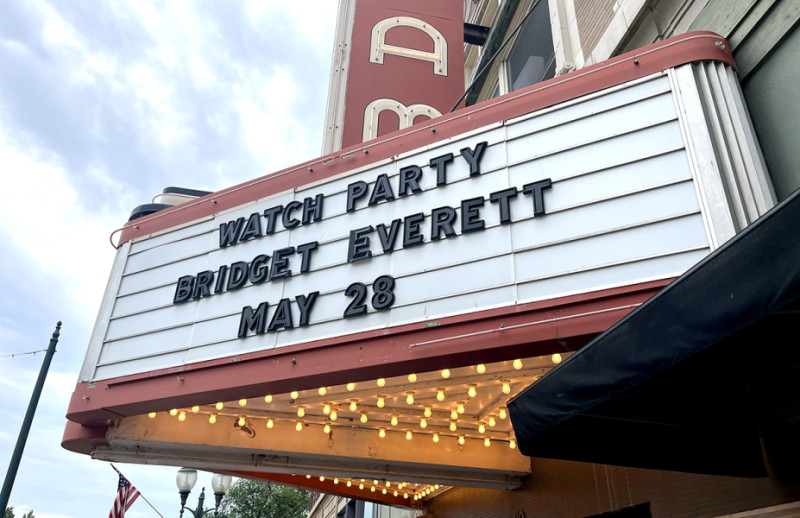 A
B
WATCH PARTY
BRIDGET EVERETT
MAY 28